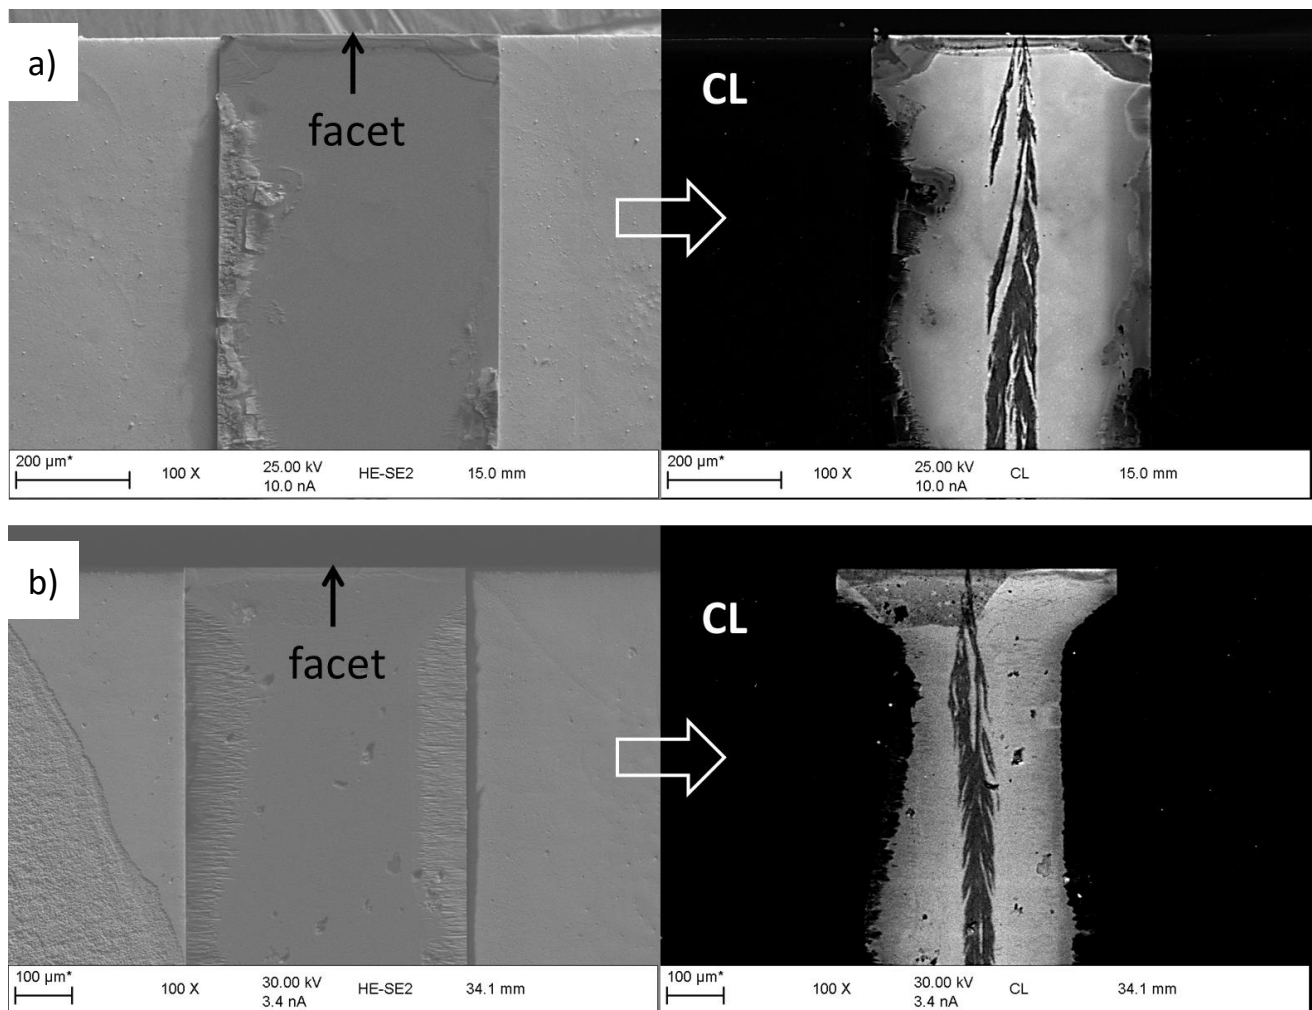 a)
facet
CL
200 µm*
100 X
25.00 kV
10.0 nA
HE-SE2
15.0 mm
200 µm*
100 X
25.00 kV
10.0 nA
CL
15.0 mm
b)
facet
CL
100 µm*
100 X
30.00 kV
3.4 nA
HE-SE2
34.1 mm
100 µm*
100 X
30.00 kV
3.4 nA
CL
34.1 mm